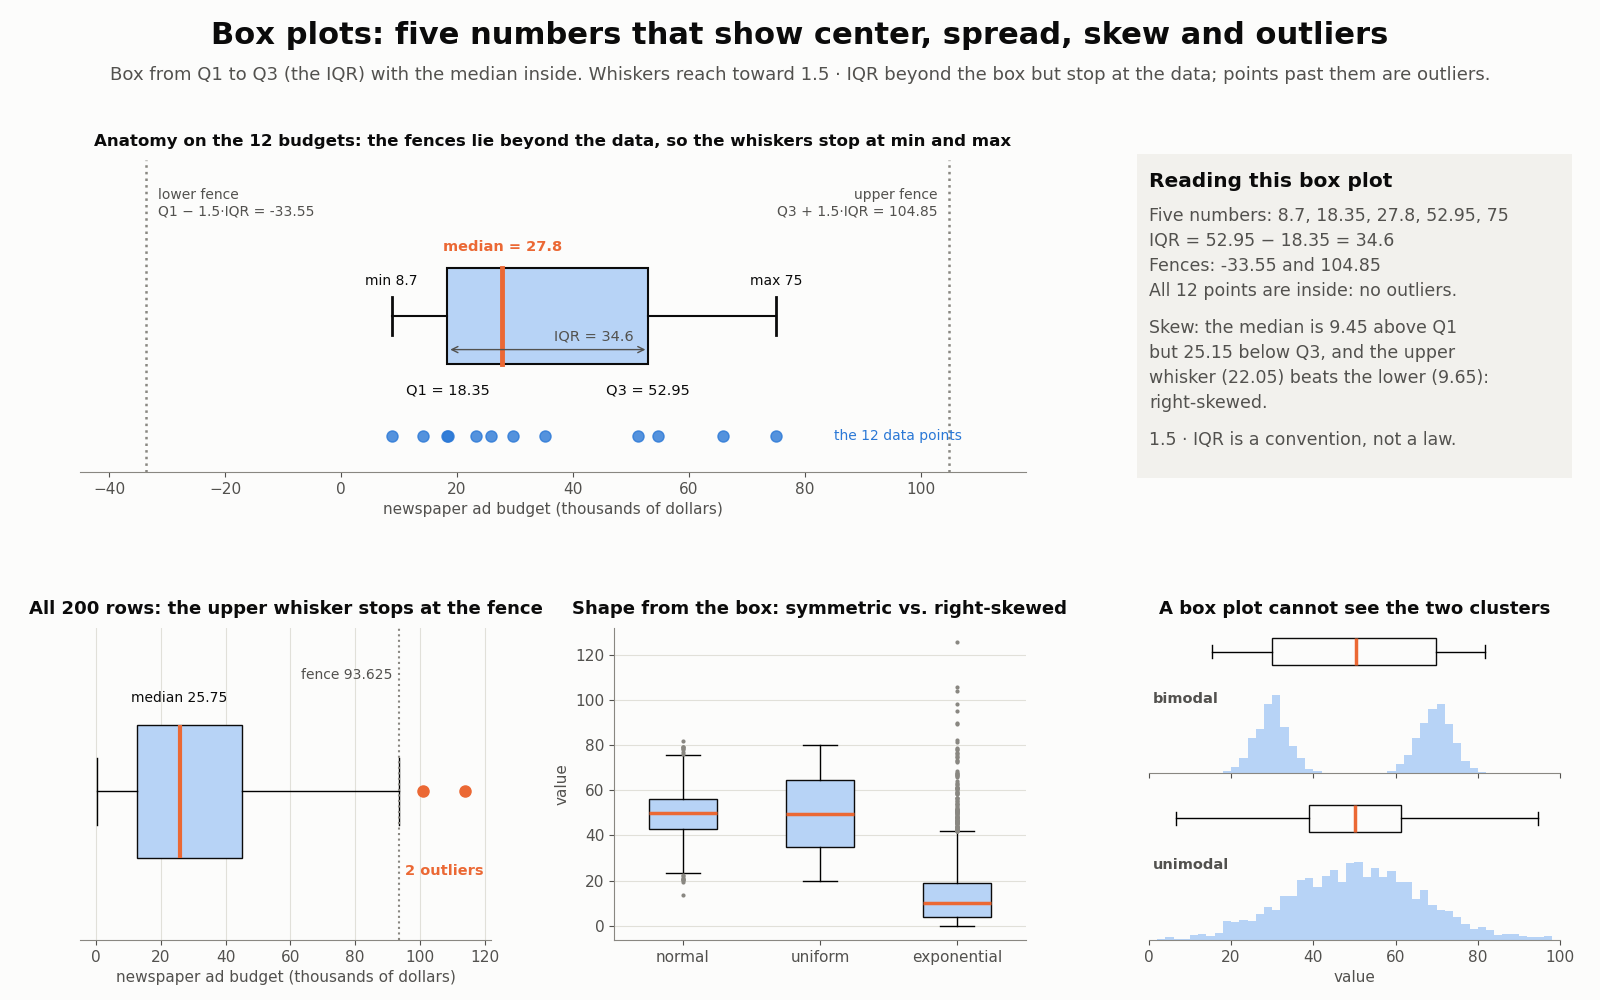 Box plots: five numbers that show center, spread, skew and outliers
Box from Q1 to Q3 (the IQR) with the median inside. Whiskers reach toward 1.5 · IQR beyond the box but stop at the data; points past them are outliers.
Anatomy on the 12 budgets: the fences lie beyond the data, so the whiskers stop at min and max
lower fence
Q1 − 1.5·IQR = -33.55
upper fence
Q3 + 1.5·IQR = 104.85
median = 27.8
min 8.7
max 75
IQR = 34.6
Q1 = 18.35
Q3 = 52.95
the 12 data points
−40 −20 0 20 40 60 80 100
newspaper ad budget (thousands of dollars)
Reading this box plot
Five numbers: 8.7, 18.35, 27.8, 52.95, 75
IQR = 52.95 − 18.35 = 34.6
Fences: -33.55 and 104.85
All 12 points are inside: no outliers.
Skew: the median is 9.45 above Q1
but 25.15 below Q3, and the upper
whisker (22.05) beats the lower (9.65):
right-skewed.
1.5 · IQR is a convention, not a law.
All 200 rows: the upper whisker stops at the fence
fence 93.625
median 25.75
2 outliers
0 20 40 60 80 100 120
newspaper ad budget (thousands of dollars)
Shape from the box: symmetric vs. right-skewed
value
120
100
80
60
40
20
0
normal uniform exponential
A box plot cannot see the two clusters
bimodal
unimodal
0 20 40 60 80 100
value